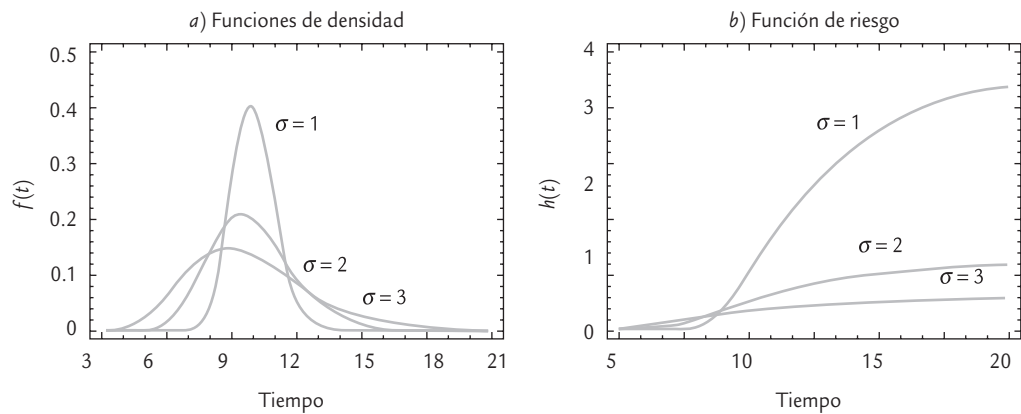 a) Funciones de densidad
0.5
0.4
0.3
0.2
0.1
0
f(t)
σ = 1
σ = 2
σ = 3
3 6 9 12 15 18 21
Tiempo
b) Función de riesgo
4
3
2
1
0
h(t)
σ = 1
σ = 2
σ = 3
5 10 15 20
Tiempo